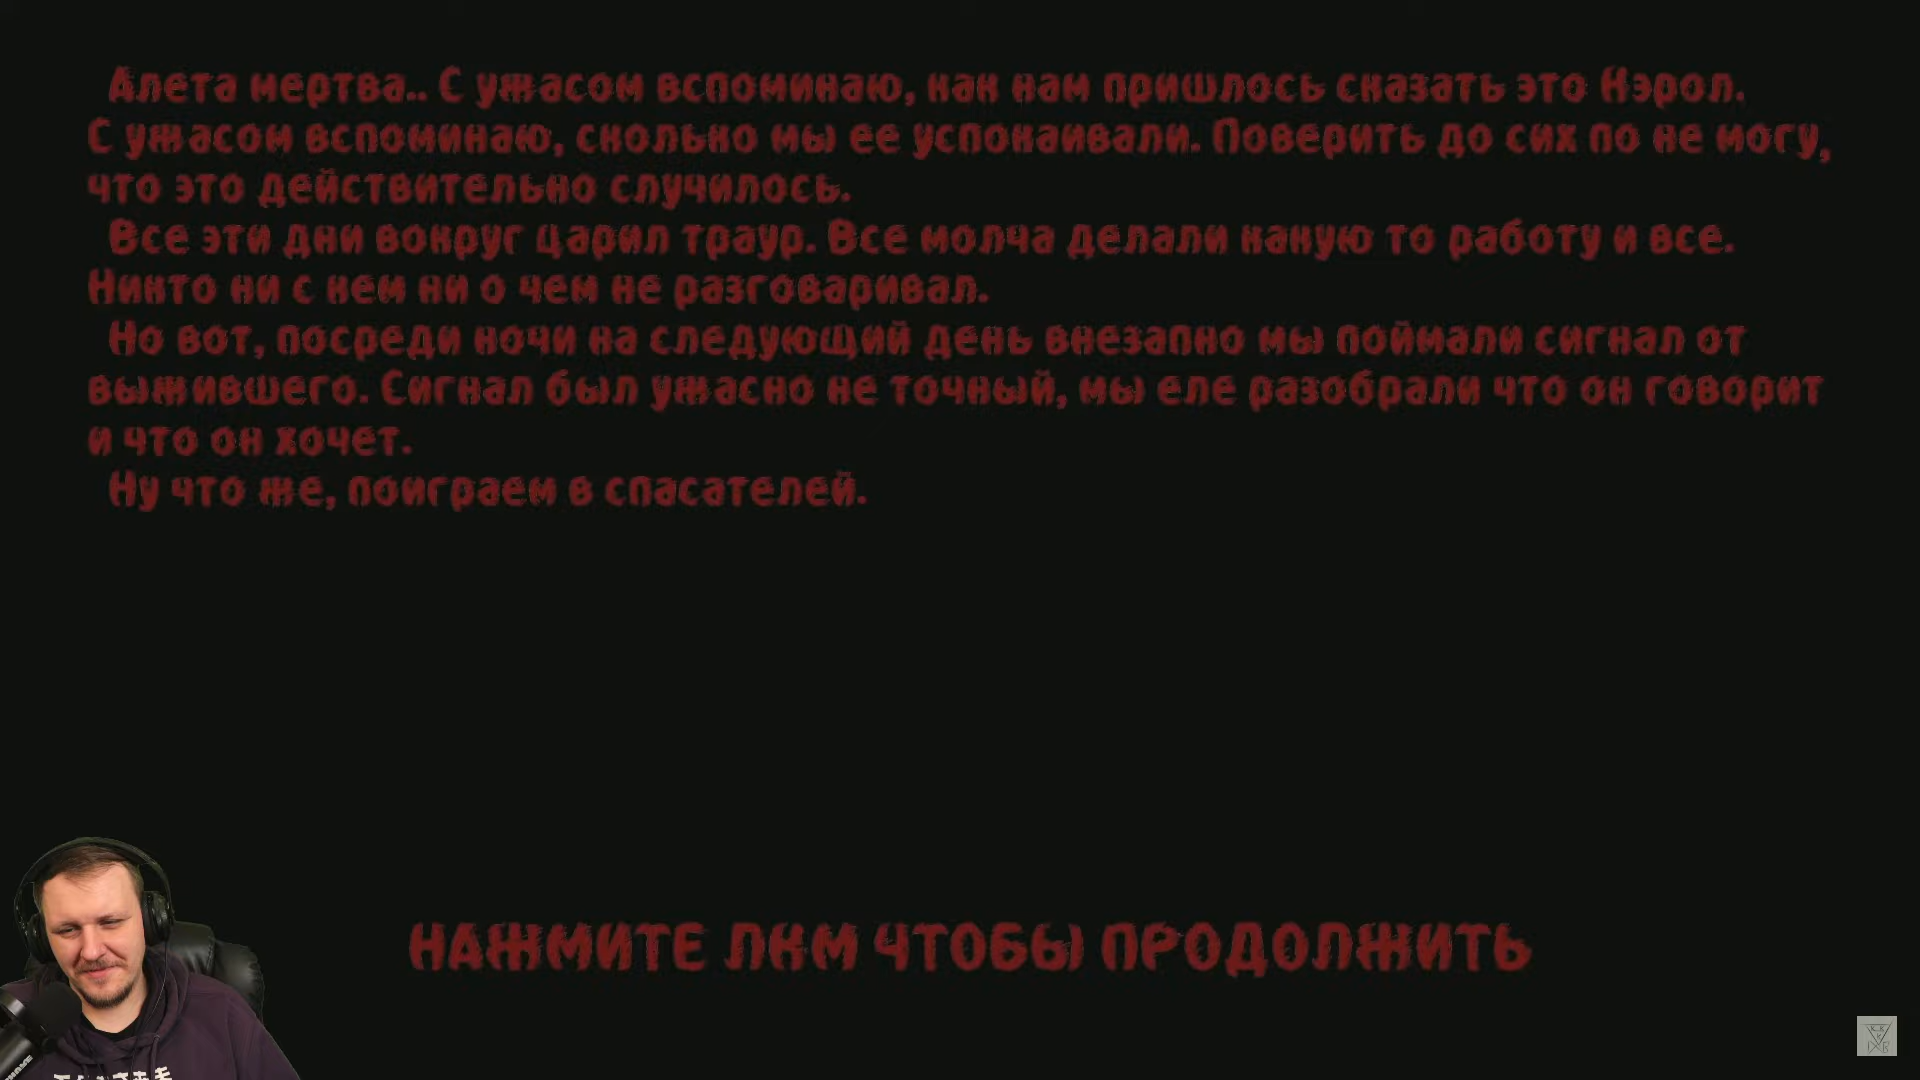 Алета мертва.. С ужасом вспоминаю, как нам пришлось сказать это Кэрол.
С ужасом вспоминаю, сколько мы ее успокаивали. Поверить до сих по не могу,
что это действительно случилось.
Все эти дни вокруг царил траур. Все молча делали какую то работу и все.
Никто ни с кем ни о чем не разговаривал.
Но вот, посреди ночи на следующий день внезапно мы поймали сигнал от
выжившего. Сигнал был ужасно не точный, мы еле разобрали что он говорит
и что он хочет.
Ну что же, поиграем в спасателей.
НАЖМИТЕ ЛКМ ЧТОБЫ ПРОДОЛЖИТЬ